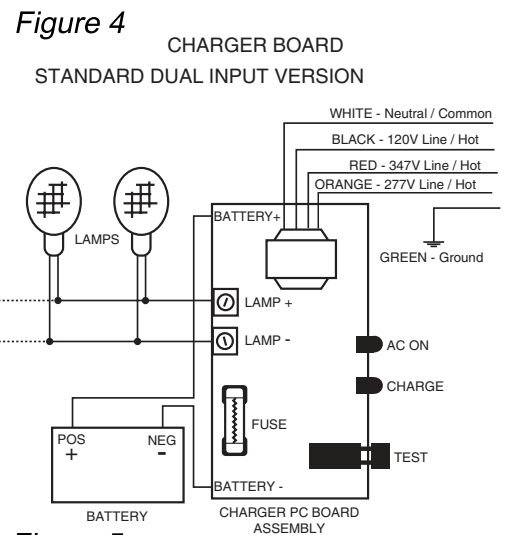 Figure 4
CHARGER BOARD
STANDARD DUAL INPUT VERSION
WHITE - Neutral / Common
BLACK - 120V Line / Hot
RED - 347V Line / Hot
ORANGE - 277V Line / Hot
BATTERY+
LAMPS
GREEN - Ground
LAMP +
LAMP -
AC ON
CHARGE
FUSE
POS
+
NEG
-
TEST
BATTERY -
BATTERY
CHARGER PC BOARD
ASSEMBLY